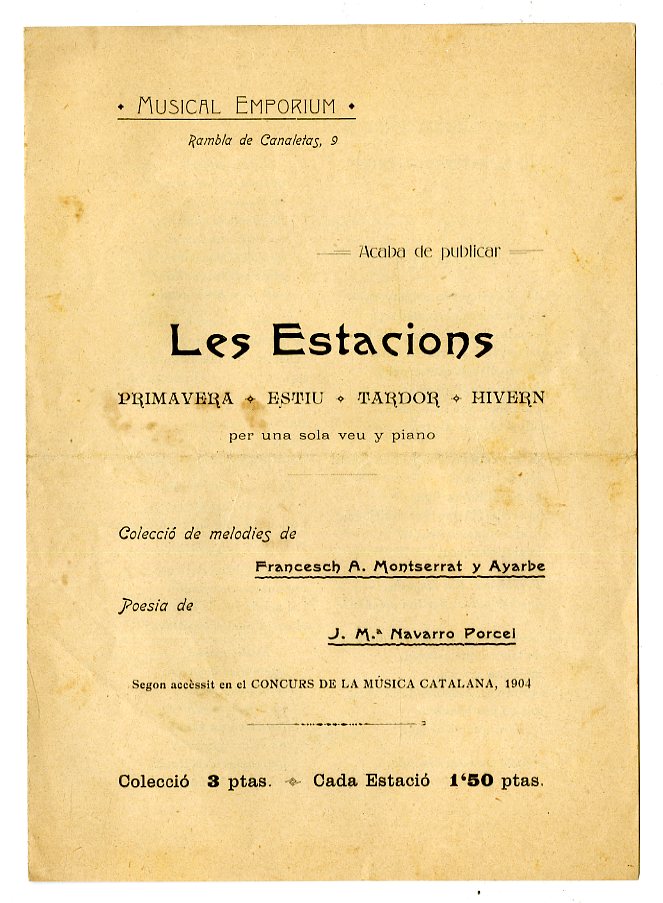 MUSICAL EMPORIUM
Rambla de Canaletas, 9
Acaba de publicar
Les Estacions
PRIMAVERA ⟡ ESTIU ⟡ TARDOR ⟡ HIVERN
per una sola veu y piano
Colecció de melodies de
Francesch A. Montserrat y Ayarbe
Poesia de
J. M.ª Navarro Porcel
Segon accèssit en el CONCURS DE LA MÚSICA CATALANA, 1904
Colecció 3 ptas. ⟡ Cada Estació 1'50 ptas.